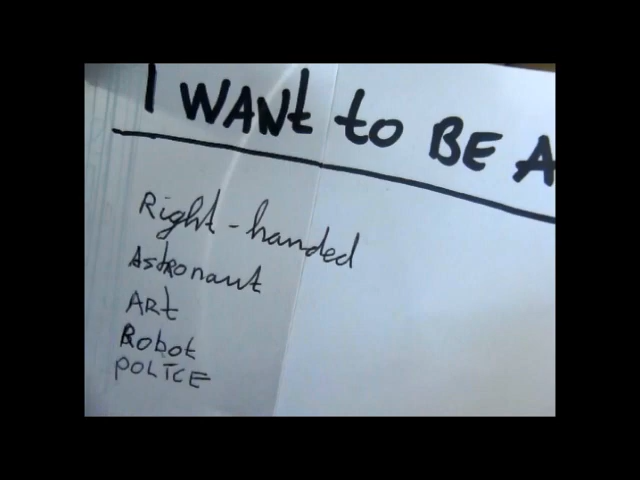 I WANt to BE A
Right-handed
Astronaut
ARt
Robot
POLICE